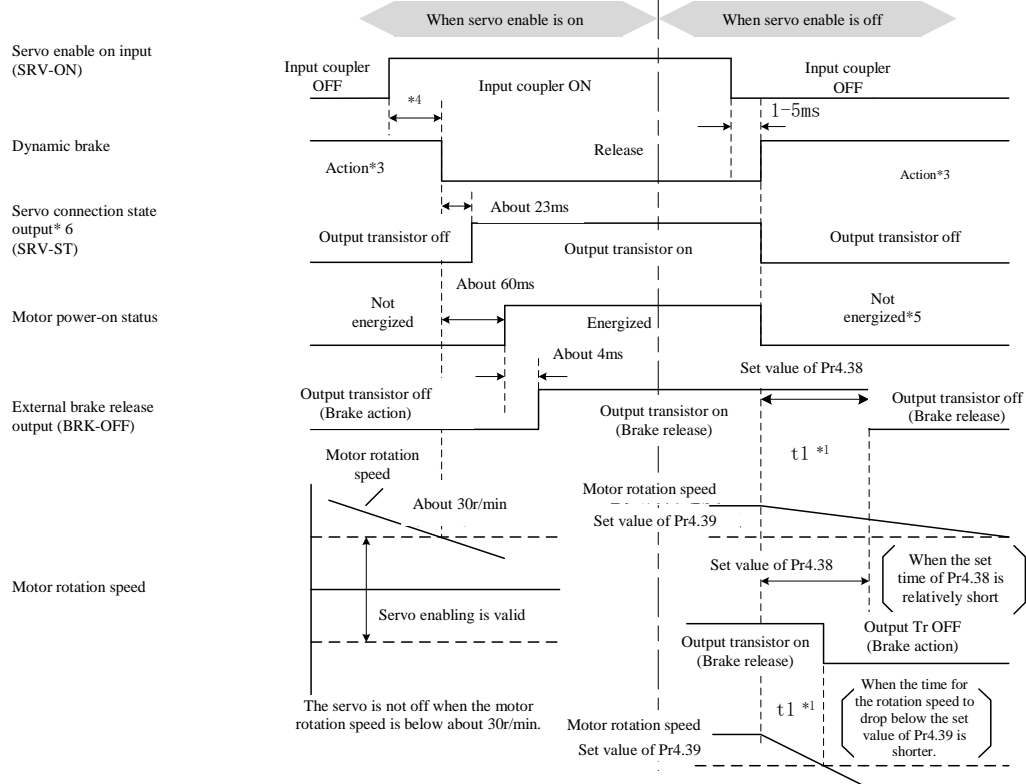 When servo enable is on
When servo enable is off
Servo enable on input
(SRV-ON)
Input coupler
OFF
Input coupler ON
Input coupler
OFF
*4
1-5ms
Dynamic brake
Action*3
Release
Action*3
About 23ms
Servo connection state
output* 6
(SRV-ST)
Output transistor off
Output transistor on
Output transistor off
About 60ms
Motor power-on status
Not
energized
Energized
Not
energized*5
About 4ms
Set value of Pr4.38
External brake release
output (BRK-OFF)
Output transistor off
(Brake action)
Output transistor on
(Brake release)
Output transistor off
(Brake release)
t1 *1
Motor rotation
speed
About 30r/min
Motor rotation speed
Set value of Pr4.39
Motor rotation speed
Servo enabling is valid
Set value of Pr4.38
When the set
time of Pr4.38 is
relatively short
Output transistor on
(Brake release)
Output Tr OFF
(Brake action)
The servo is not off when the motor
rotation speed is below about 30r/min.
t1 *1
When the time for
the rotation speed to
drop below the set
value of Pr4.39 is
shorter.
Motor rotation speed
Set value of Pr4.39